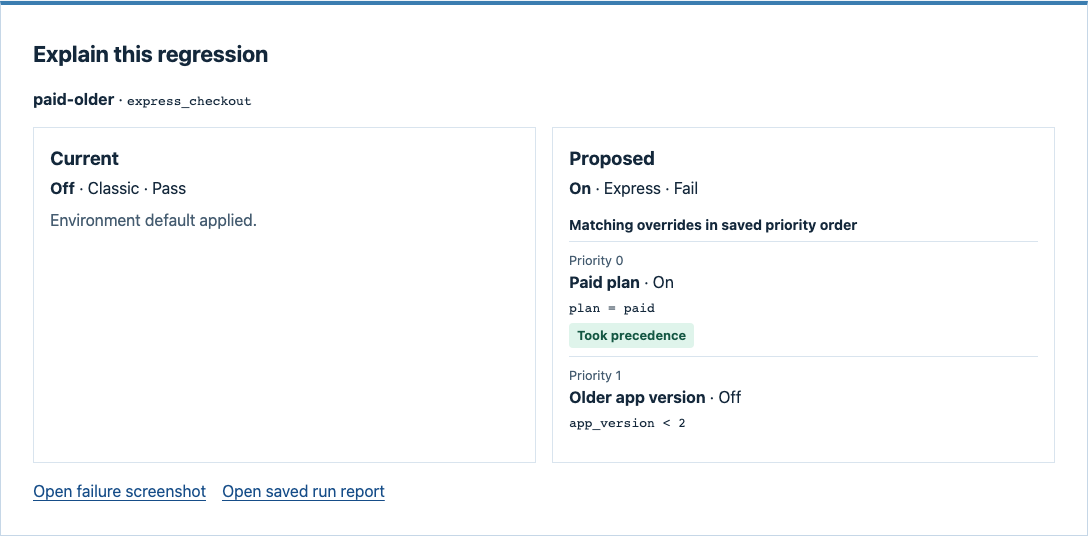 Explain this regression
paid-older · express_checkout
Current
Off · Classic · Pass
Environment default applied.
Proposed
On · Express · Fail
Matching overrides in saved priority order
Priority 0
Paid plan · On
plan = paid
Took precedence
Priority 1
Older app version · Off
app_version < 2
Open failure screenshot Open saved run report